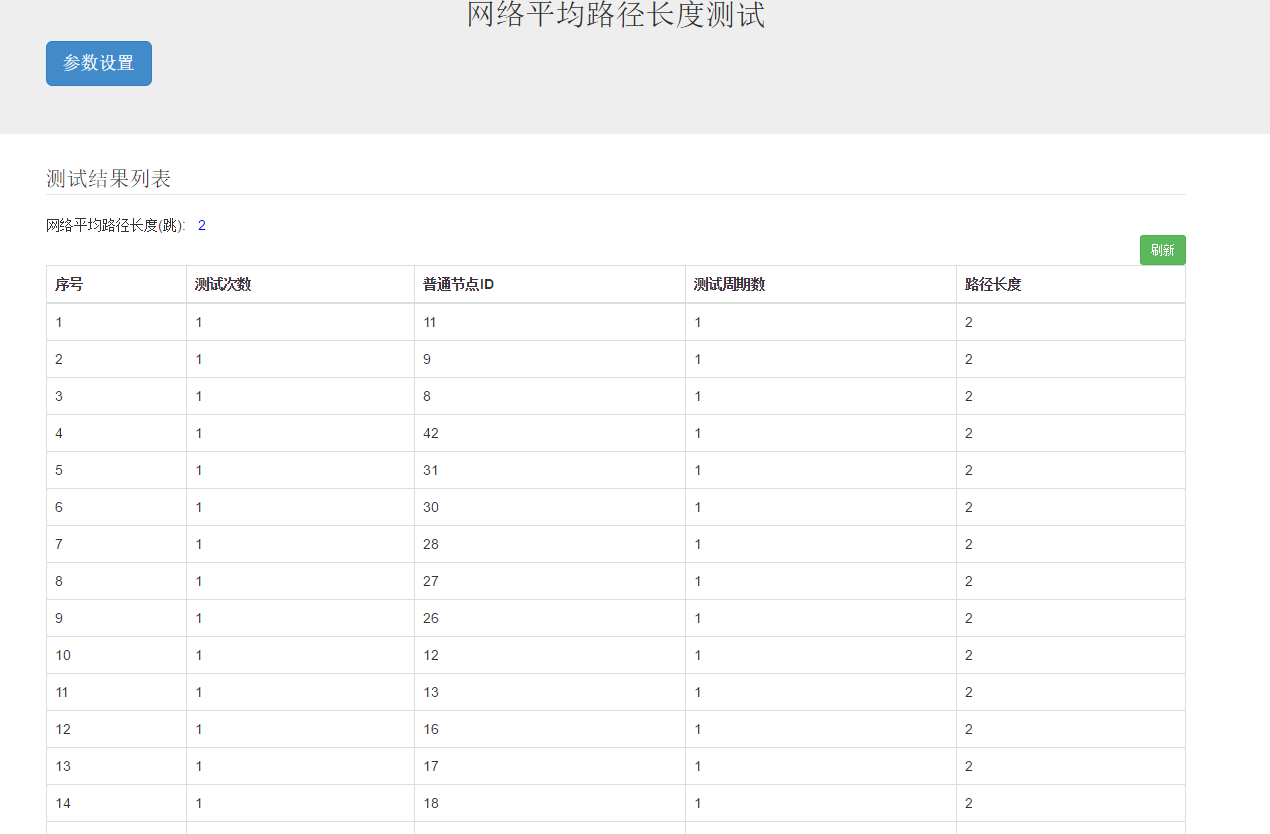 网络平均路径长度测试
参数设置
测试结果列表
网络平均路径长度(跳): 2
刷新
序号 测试次数 普通节点ID 测试周期数 路径长度
1 1 11 1 2
2 1 9 1 2
3 1 8 1 2
4 1 42 1 2
5 1 31 1 2
6 1 30 1 2
7 1 28 1 2
8 1 27 1 2
9 1 26 1 2
10 1 12 1 2
11 1 13 1 2
12 1 16 1 2
13 1 17 1 2
14 1 18 1 2